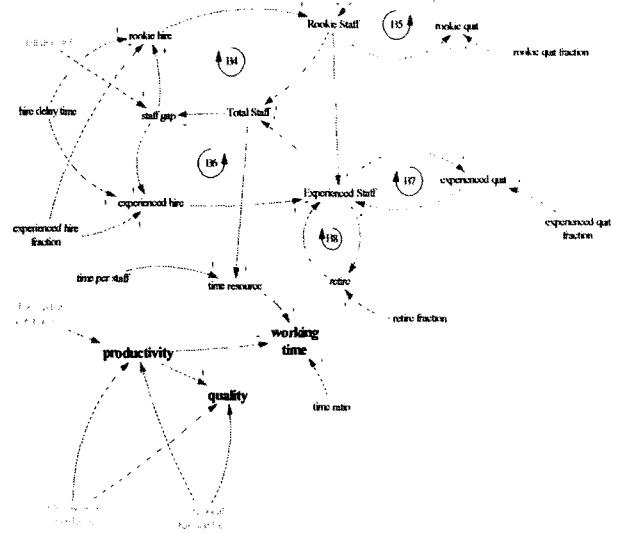 Rookie Staff
B5
rookie quit
rookie hire
rookie quit fraction
B4
hire delay time
staff gap
Total Staff
B6
experienced hire
Experienced Staff
B7
experienced quit
experienced hire
fraction
experienced quit
fraction
B8
time per staff
time resource
retire
retire fraction
working
time
productivity
quality
time ratio